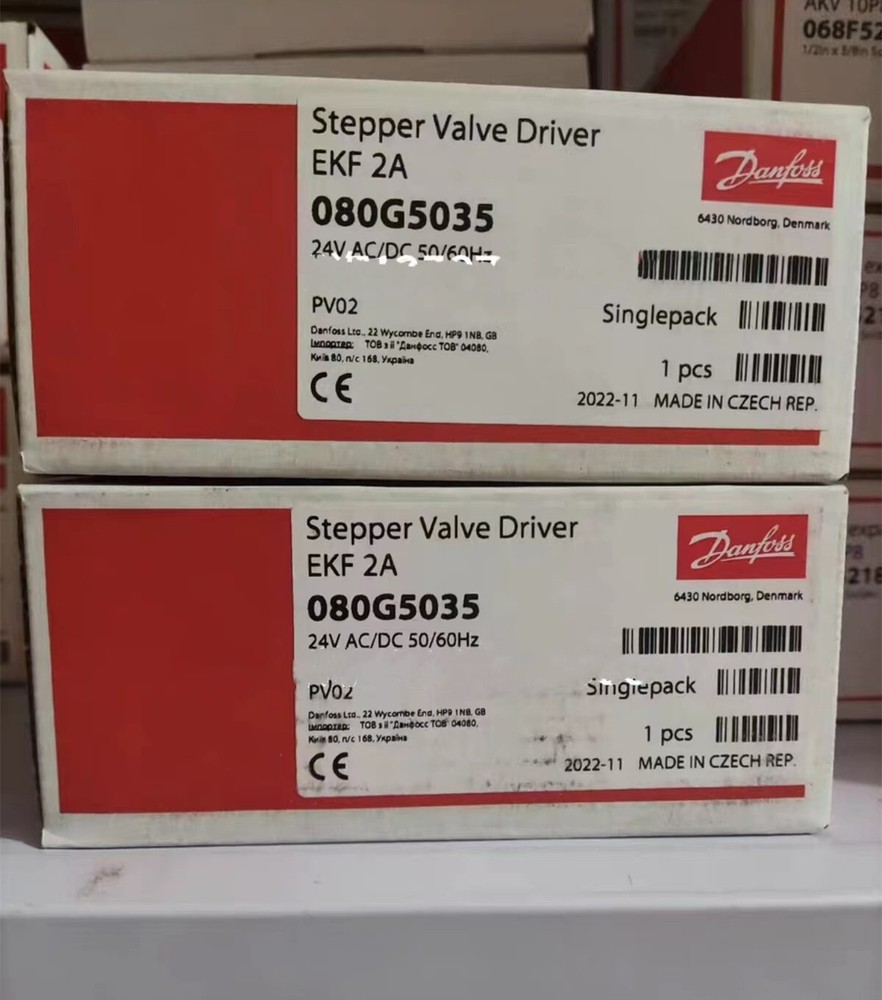 AKV 10P
068F52
Stepper Valve Driver
EKF 2A
080G5035
24V AC/DC 50/60Hz
Danfoss
6430 Nordborg, Denmark
PV02
Singlepack
Danfoss Ltd., 22 Wycombe End, HP9 1NB, GB
Імпортер: ТОВ з іі "Данфосс ТОВ" 04080,
Київ 80, п/с 168, Україна
1 pcs
CE
2022-11 MADE IN CZECH REP.
Stepper Valve Driver
EKF 2A
080G5035
24V AC/DC 50/60Hz
Danfoss
6430 Nordborg, Denmark
PV02
Singlepack
Danfoss Ltd., 22 Wycombe End, HP9 1NB, GB
Імпортер: ТОВ з іі "Данфосс ТОВ" 04080,
Київ 80, п/с 168, Україна
1 pcs
CE
2022-11 MADE IN CZECH REP.
218